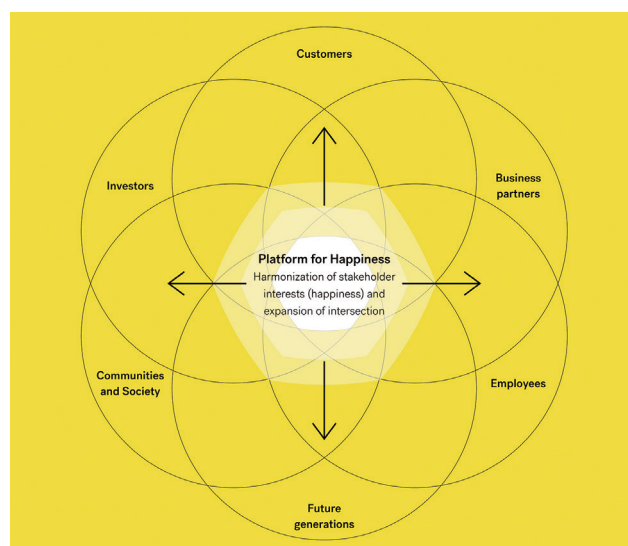 Customers
Investors
Business
partners
Platform for Happiness
Harmonization of stakeholder
interests (happiness) and
expansion of intersection
Communities
and Society
Employees
Future
generations